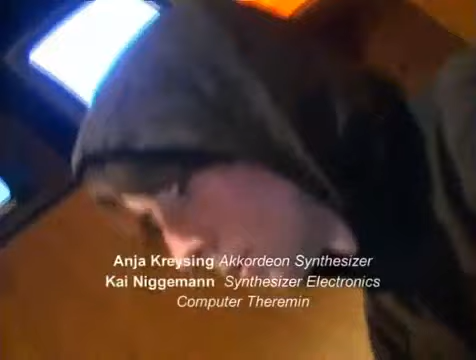 Anja Kreysing Akkordeon Synthesizer
Kai Niggemann Synthesizer Electronics
Computer Theremin